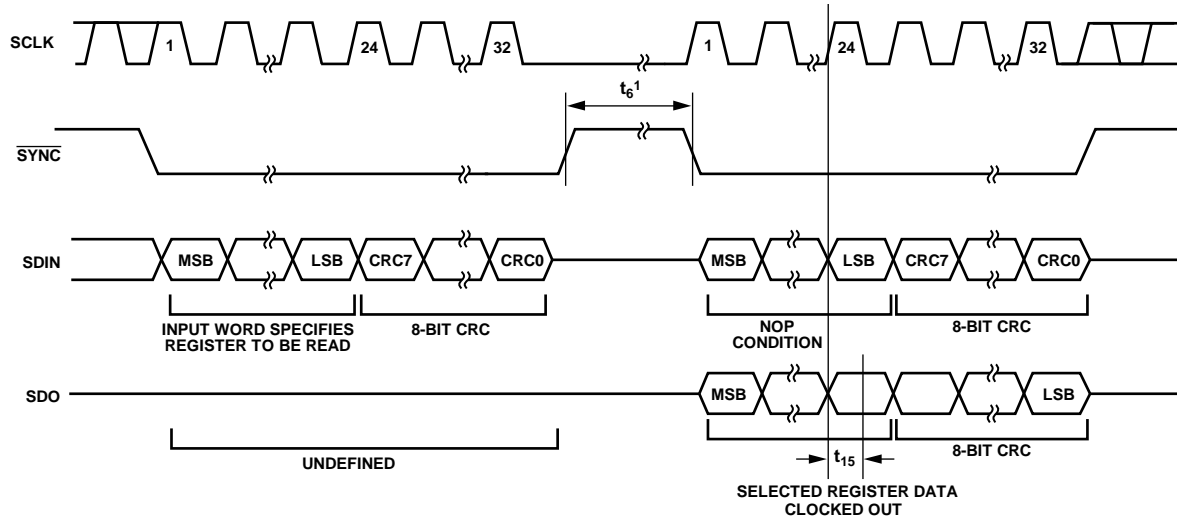 SCLK
1
24
32
1
24
32
t6¹
SYNC
SDIN
MSB
LSB
CRC7
CRC0
MSB
LSB
CRC7
CRC0
INPUT WORD SPECIFIES
REGISTER TO BE READ
8-BIT CRC
NOP
CONDITION
8-BIT CRC
SDO
MSB
LSB
UNDEFINED
t15
8-BIT CRC
SELECTED REGISTER DATA
CLOCKED OUT